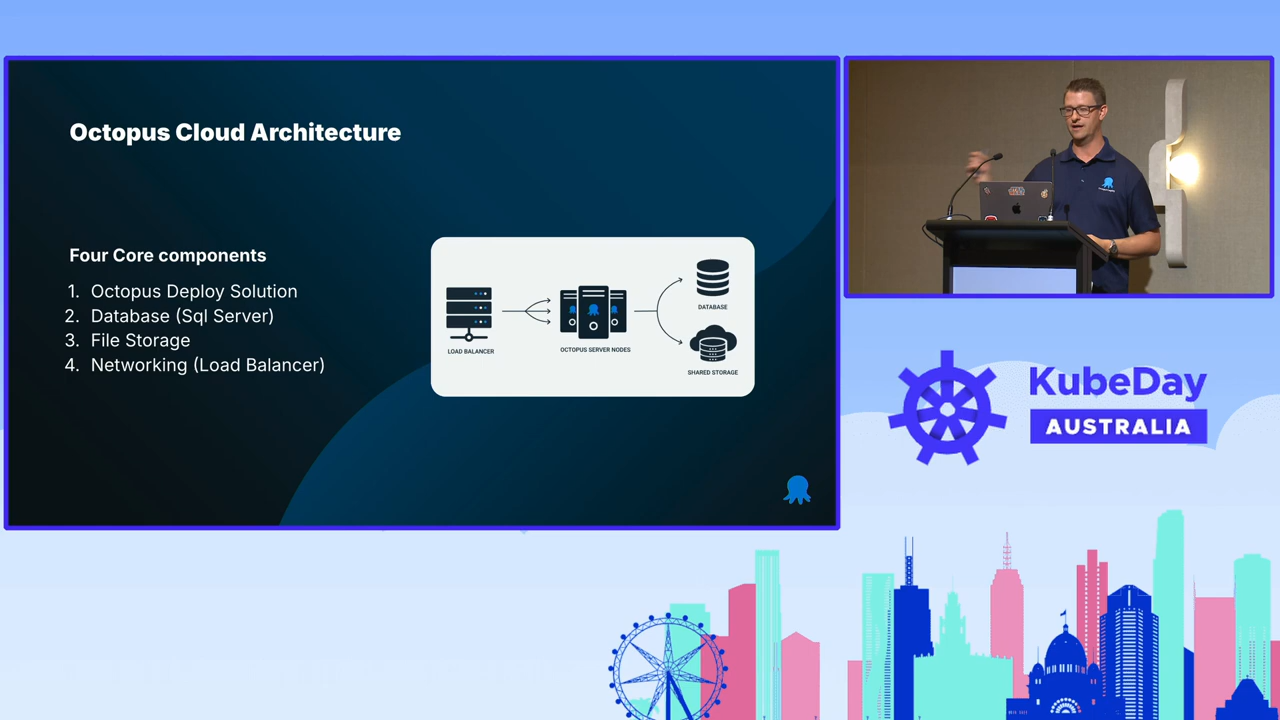 Octopus Cloud Architecture
Four Core components
1. Octopus Deploy Solution
2. Database (Sql Server)
3. File Storage
4. Networking (Load Balancer)
LOAD BALANCER
OCTOPUS SERVER NODES
DATABASE
SHARED STORAGE
KubeDay
AUSTRALIA